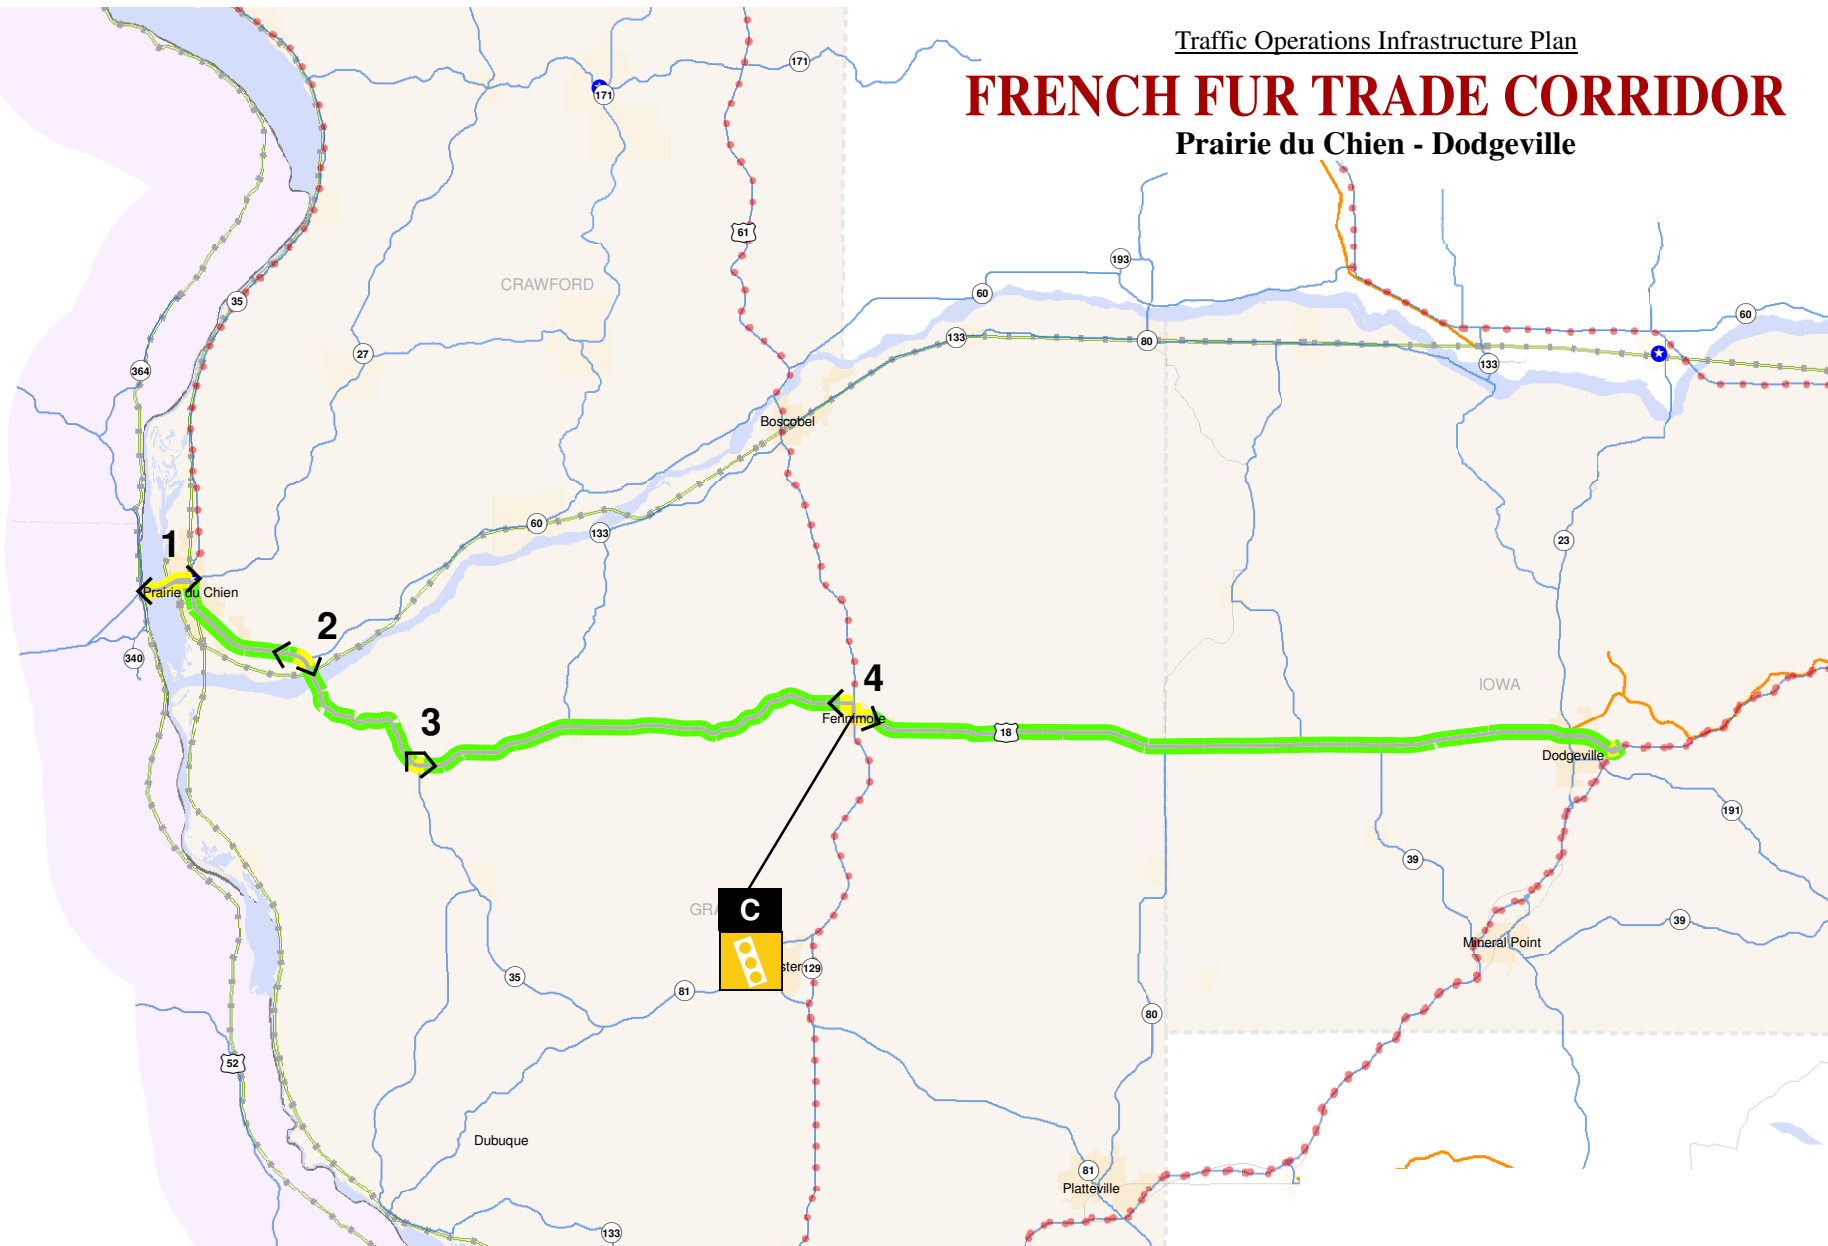 Traffic Operations Infrastructure Plan
FRENCH FUR TRADE CORRIDOR
Prairie du Chien - Dodgeville
171
171
61
193
CRAWFORD
60
35
60
133
80
27
133
364
Boscobel
60
133
23
1
Prairie du Chien
2
340
3
4
IOWA
Fennimore
18
Dodgeville
191
39
GRA
C
39
Mineral Point
ster
129
35
81
80
52
Dubuque
81
Platteville
133